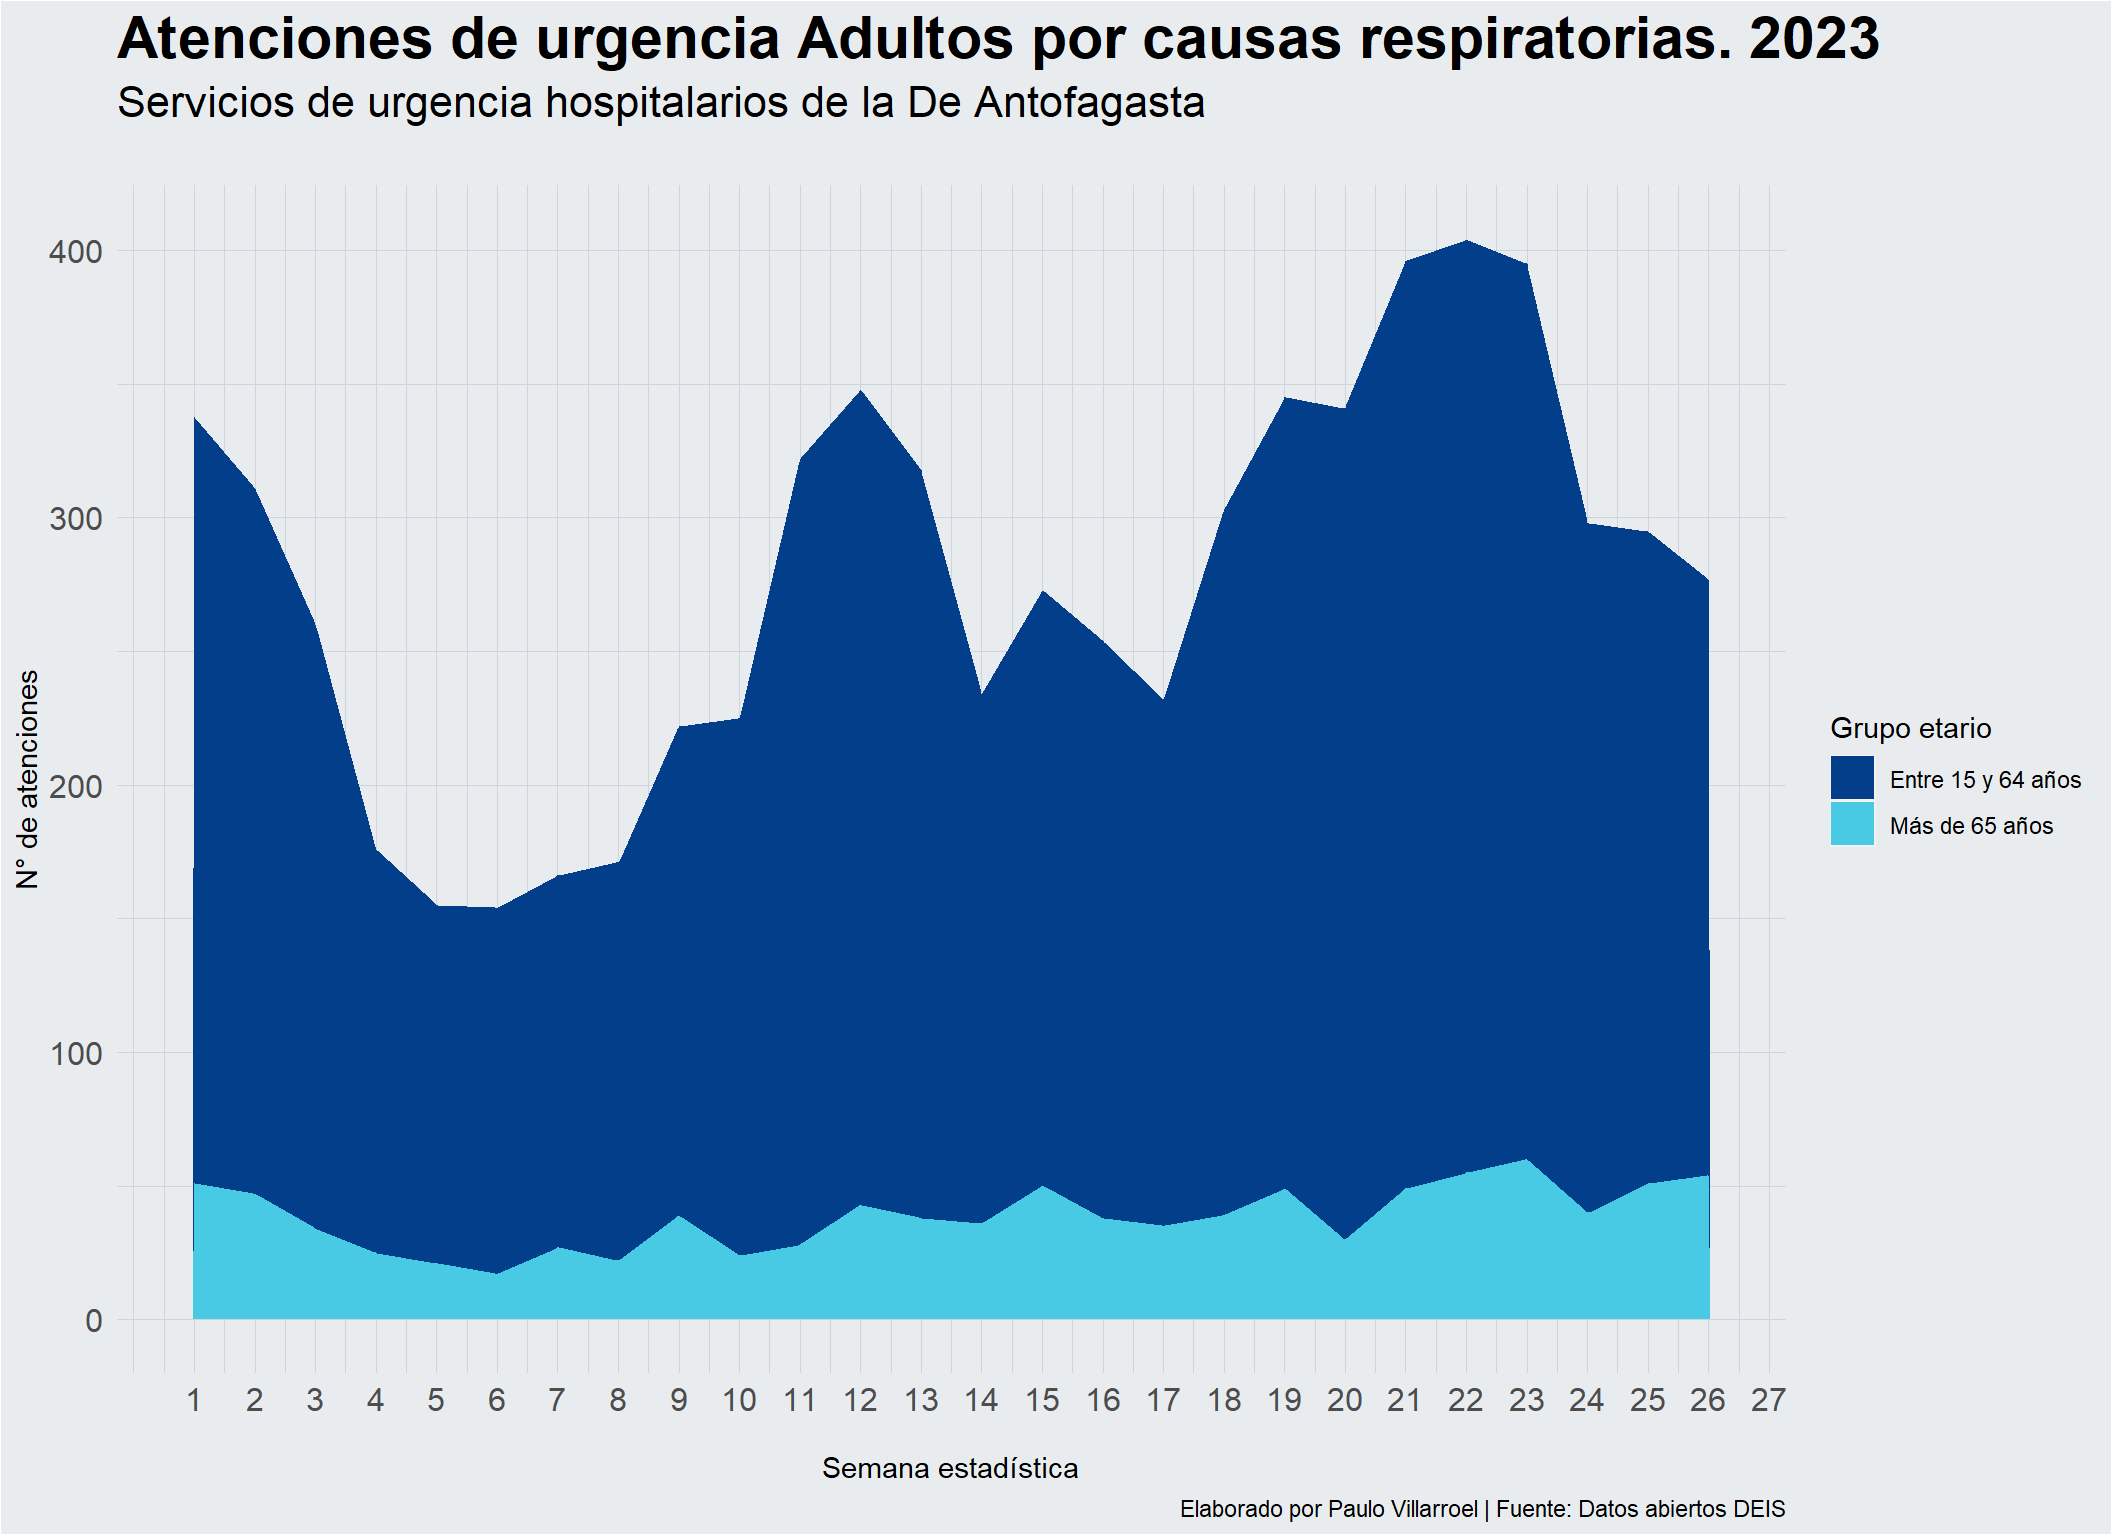 Atenciones de urgencia Adultos por causas respiratorias. 2023
Servicios de urgencia hospitalarios de la De Antofagasta
N° de atenciones
400
300
200
100
0
1 2 3 4 5 6 7 8 9 10 11 12 13 14 15 16 17 18 19 20 21 22 23 24 25 26 27
Semana estadística
Grupo etario
Entre 15 y 64 años
Más de 65 años
Elaborado por Paulo Villarroel | Fuente: Datos abiertos DEIS